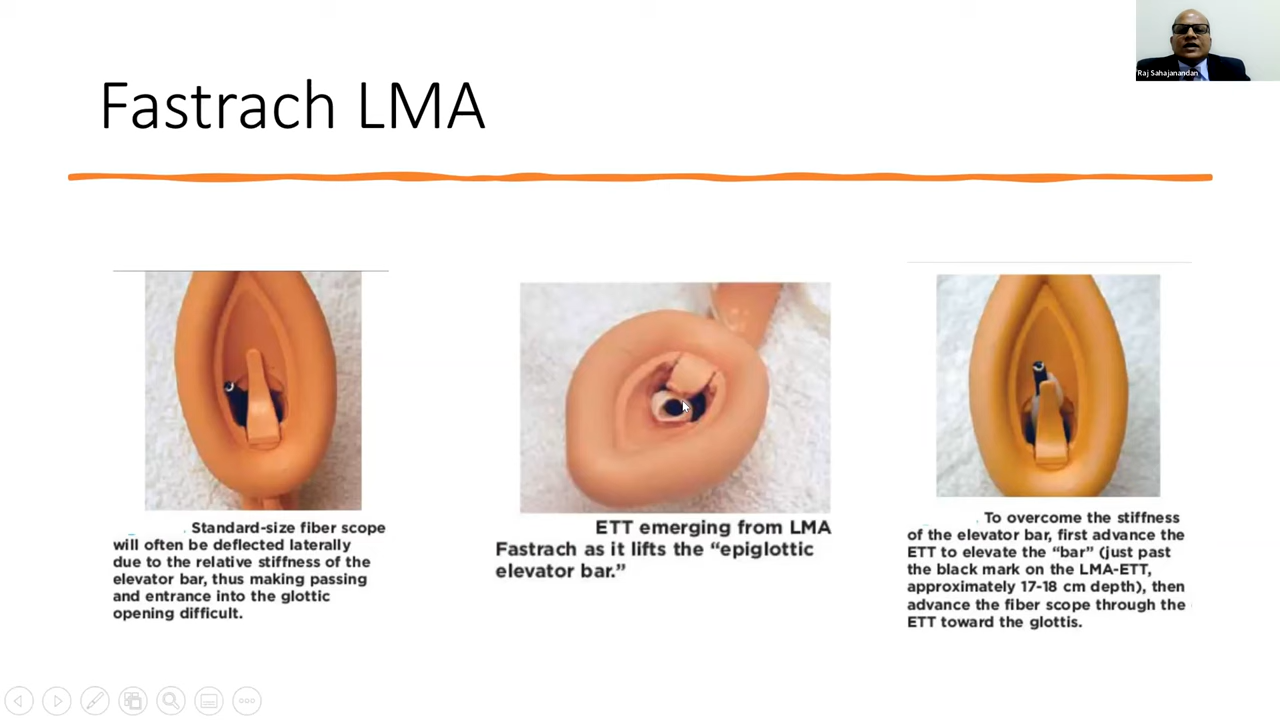 Raj Sahajanandan
Fastrach LMA
Standard-size fiber scope
will often be deflected laterally
due to the relative stiffness of the
elevator bar, thus making passing
and entrance into the glottic
opening difficult.
ETT emerging from LMA
Fastrach as it lifts the “epiglottic
elevator bar.”
To overcome the stiffness
of the elevator bar, first advance the
ETT to elevate the “bar” (just past
the black mark on the LMA-ETT,
approximately 17-18 cm depth), then
advance the fiber scope through the
ETT toward the glottis.